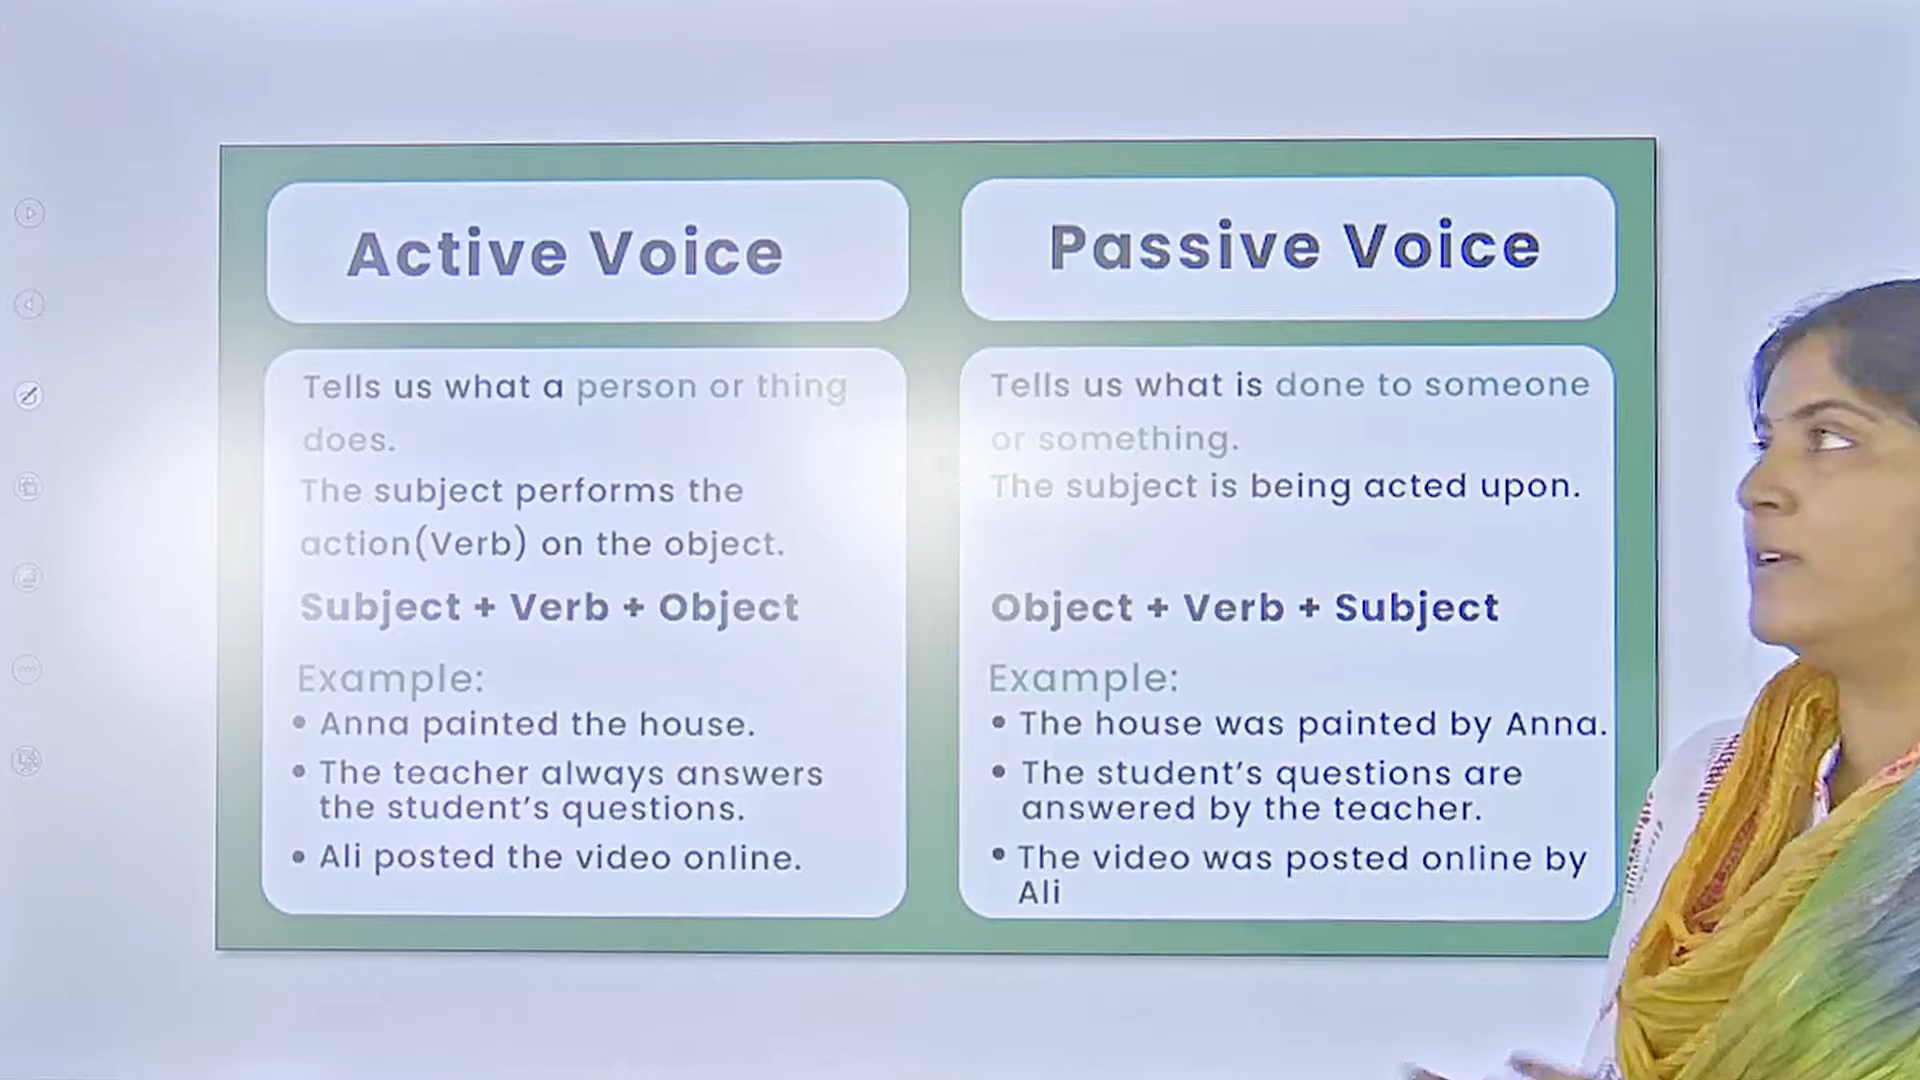 Active Voice
Tells us what a person or thing
does.
The subject performs the
action(Verb) on the object.
Subject + Verb + Object
Example:
• Anna painted the house.
• The teacher always answers
the student’s questions.
• Ali posted the video online.
Passive Voice
Tells us what is done to someone
or something.
The subject is being acted upon.
Object + Verb + Subject
Example:
• The house was painted by Anna.
• The student’s questions are
answered by the teacher.
• The video was posted online by
Ali